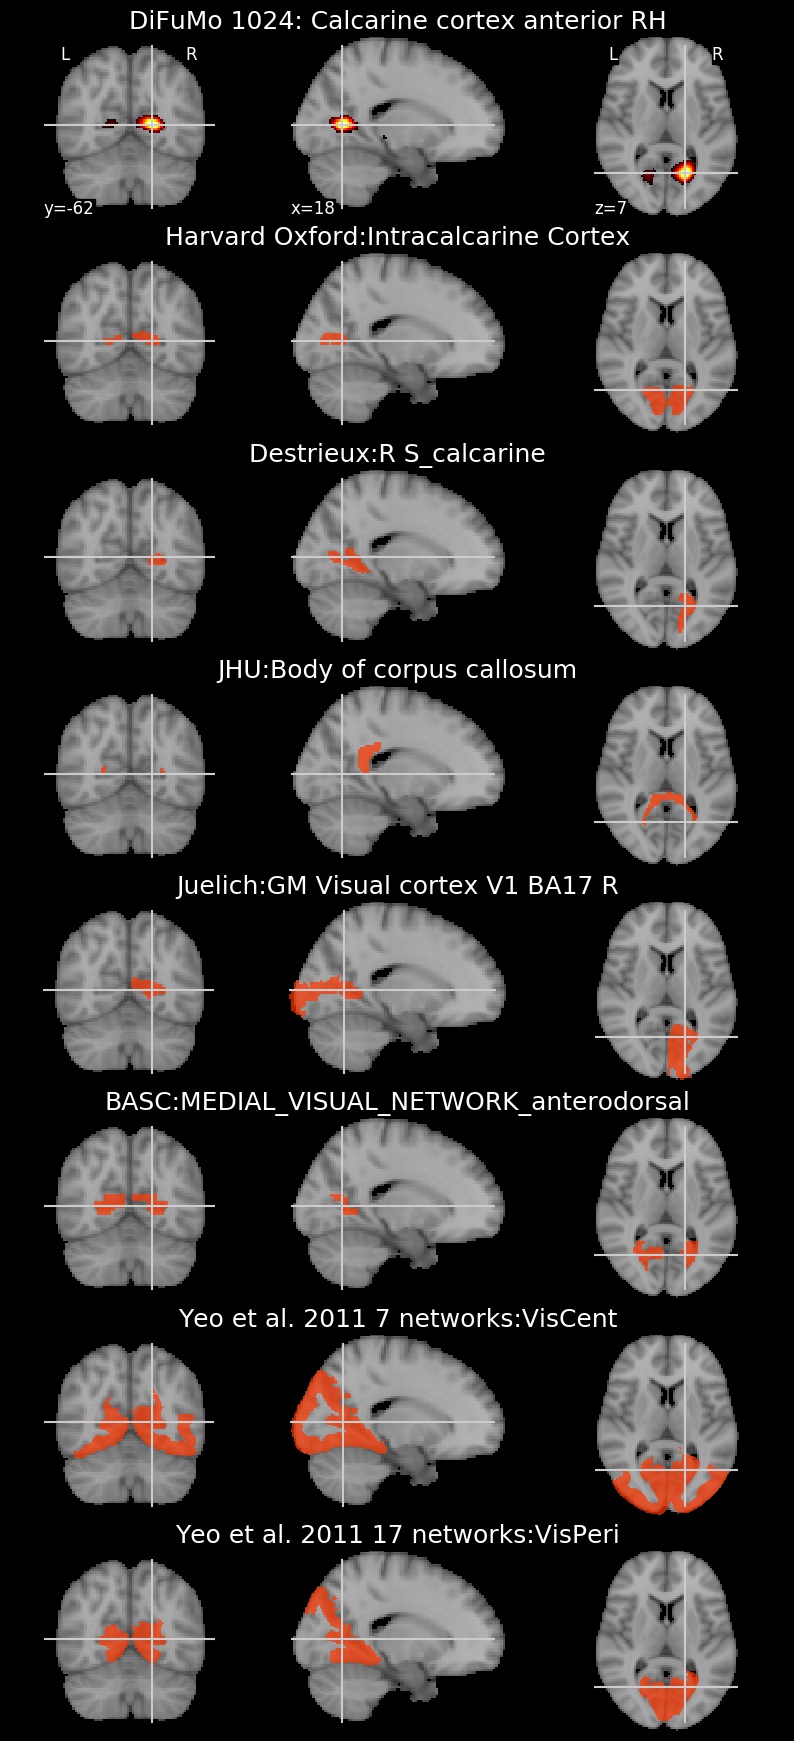 DiFuMo 1024: Calcarine cortex anterior RH
L R L R
y=-62 x=18 z=7
Harvard Oxford:Intracalcarine Cortex
Destrieux:R S_calcarine
JHU:Body of corpus callosum
Juelich:GM Visual cortex V1 BA17 R
BASC:MEDIAL_VISUAL_NETWORK_anterodorsal
Yeo et al. 2011 7 networks:VisCent
Yeo et al. 2011 17 networks:VisPeri